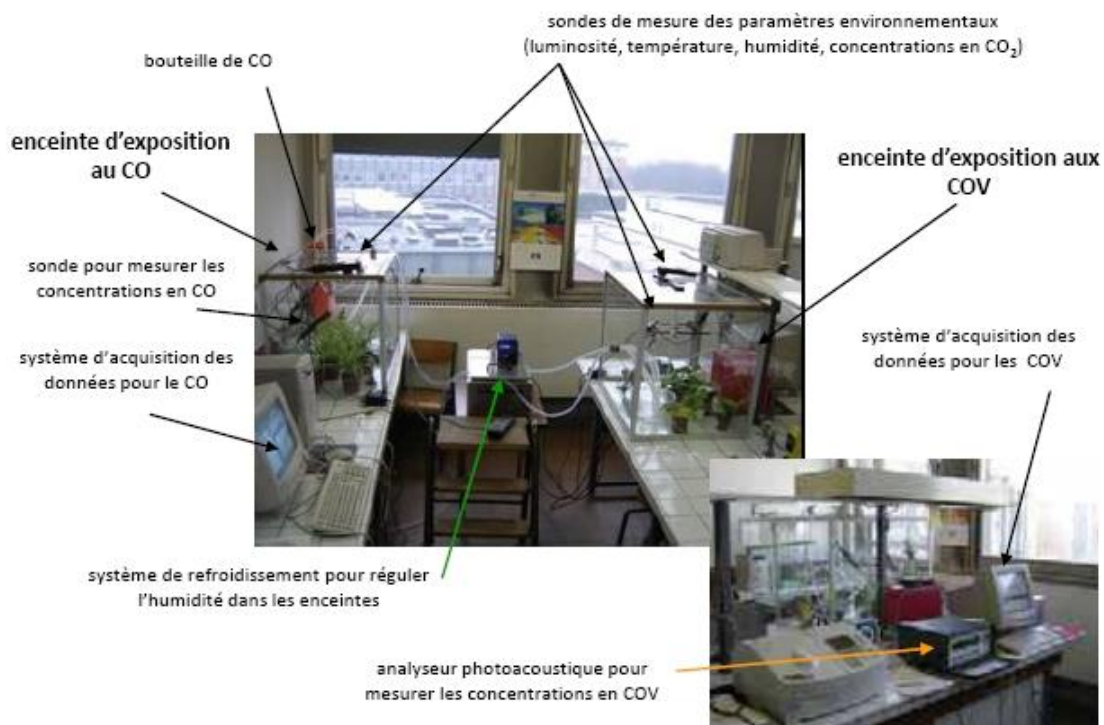 sondes de mesure des paramètres environnementaux
(luminosité, température, humidité, concentrations en CO₂)
bouteille de CO
enceinte d'exposition
au CO
enceinte d'exposition aux
COV
sonde pour mesurer les
concentrations en CO
système d'acquisition des
données pour le CO
système d'acquisition des
données pour les COV
système de refroidissement pour réguler
l'humidité dans les enceintes
analyseur photoacoustique pour
mesurer les concentrations en COV